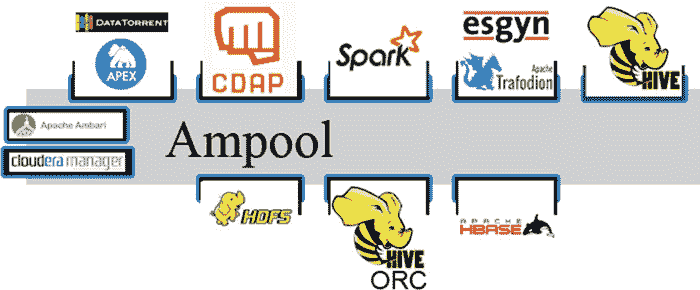 DATATORRENT
APEX
CDAP
Spark
esgyn
Apache
Trafodion
HIVE
Apache Ambari
cloudera manager
Ampool
HDFS
HIVE
ORC
APACHE
HBASE